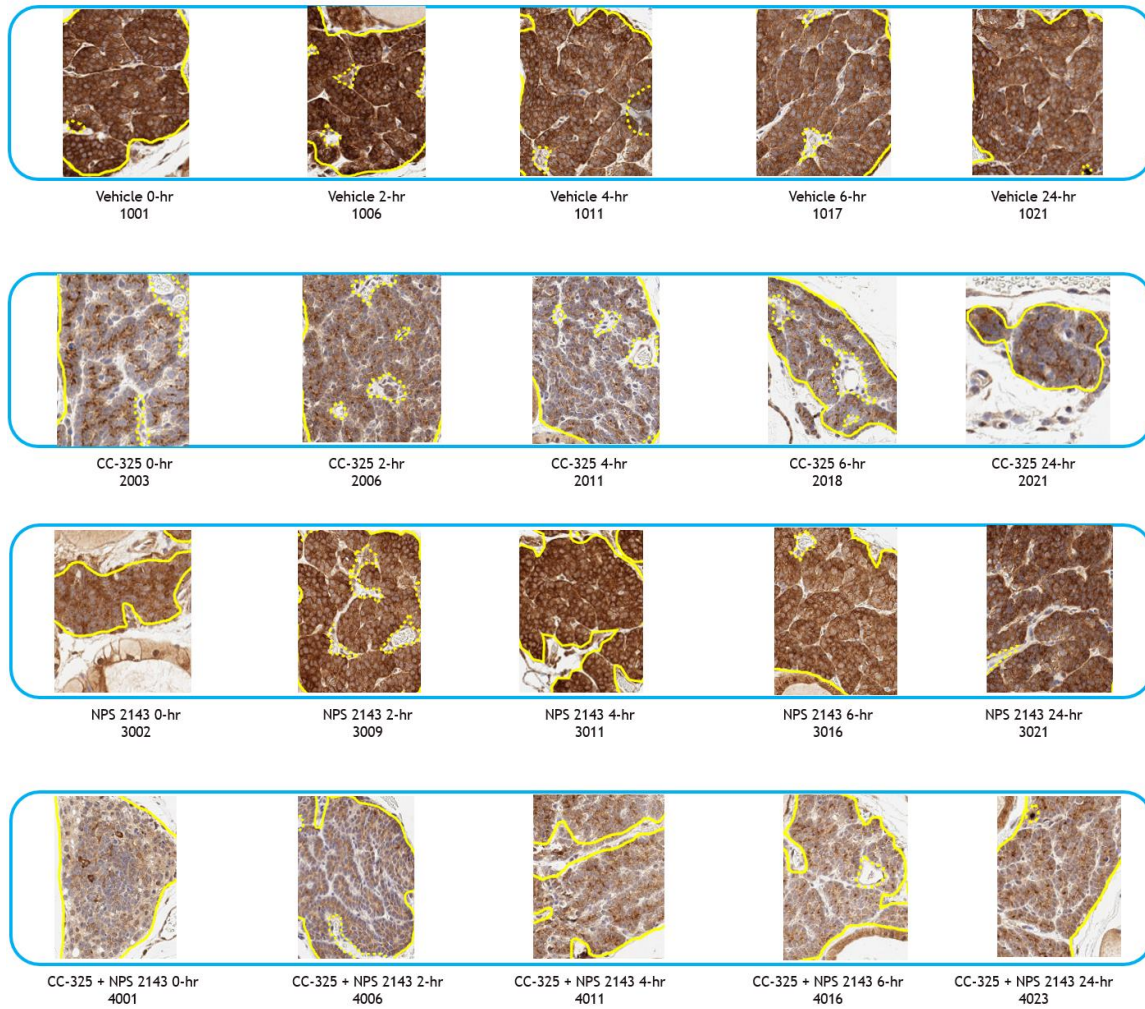 Vehicle 0-hr
1001
Vehicle 2-hr
1006
Vehicle 4-hr
1011
Vehicle 6-hr
1017
Vehicle 24-hr
1021
CC-325 0-hr
2003
CC-325 2-hr
2006
CC-325 4-hr
2011
CC-325 6-hr
2018
CC-325 24-hr
2021
NPS 2143 0-hr
3002
NPS 2143 2-hr
3009
NPS 2143 4-hr
3011
NPS 2143 6-hr
3016
NPS 2143 24-hr
3021
CC-325 + NPS 2143 0-hr
4001
CC-325 + NPS 2143 2-hr
4006
CC-325 + NPS 2143 4-hr
4011
CC-325 + NPS 2143 6-hr
4016
CC-325 + NPS 2143 24-hr
4023